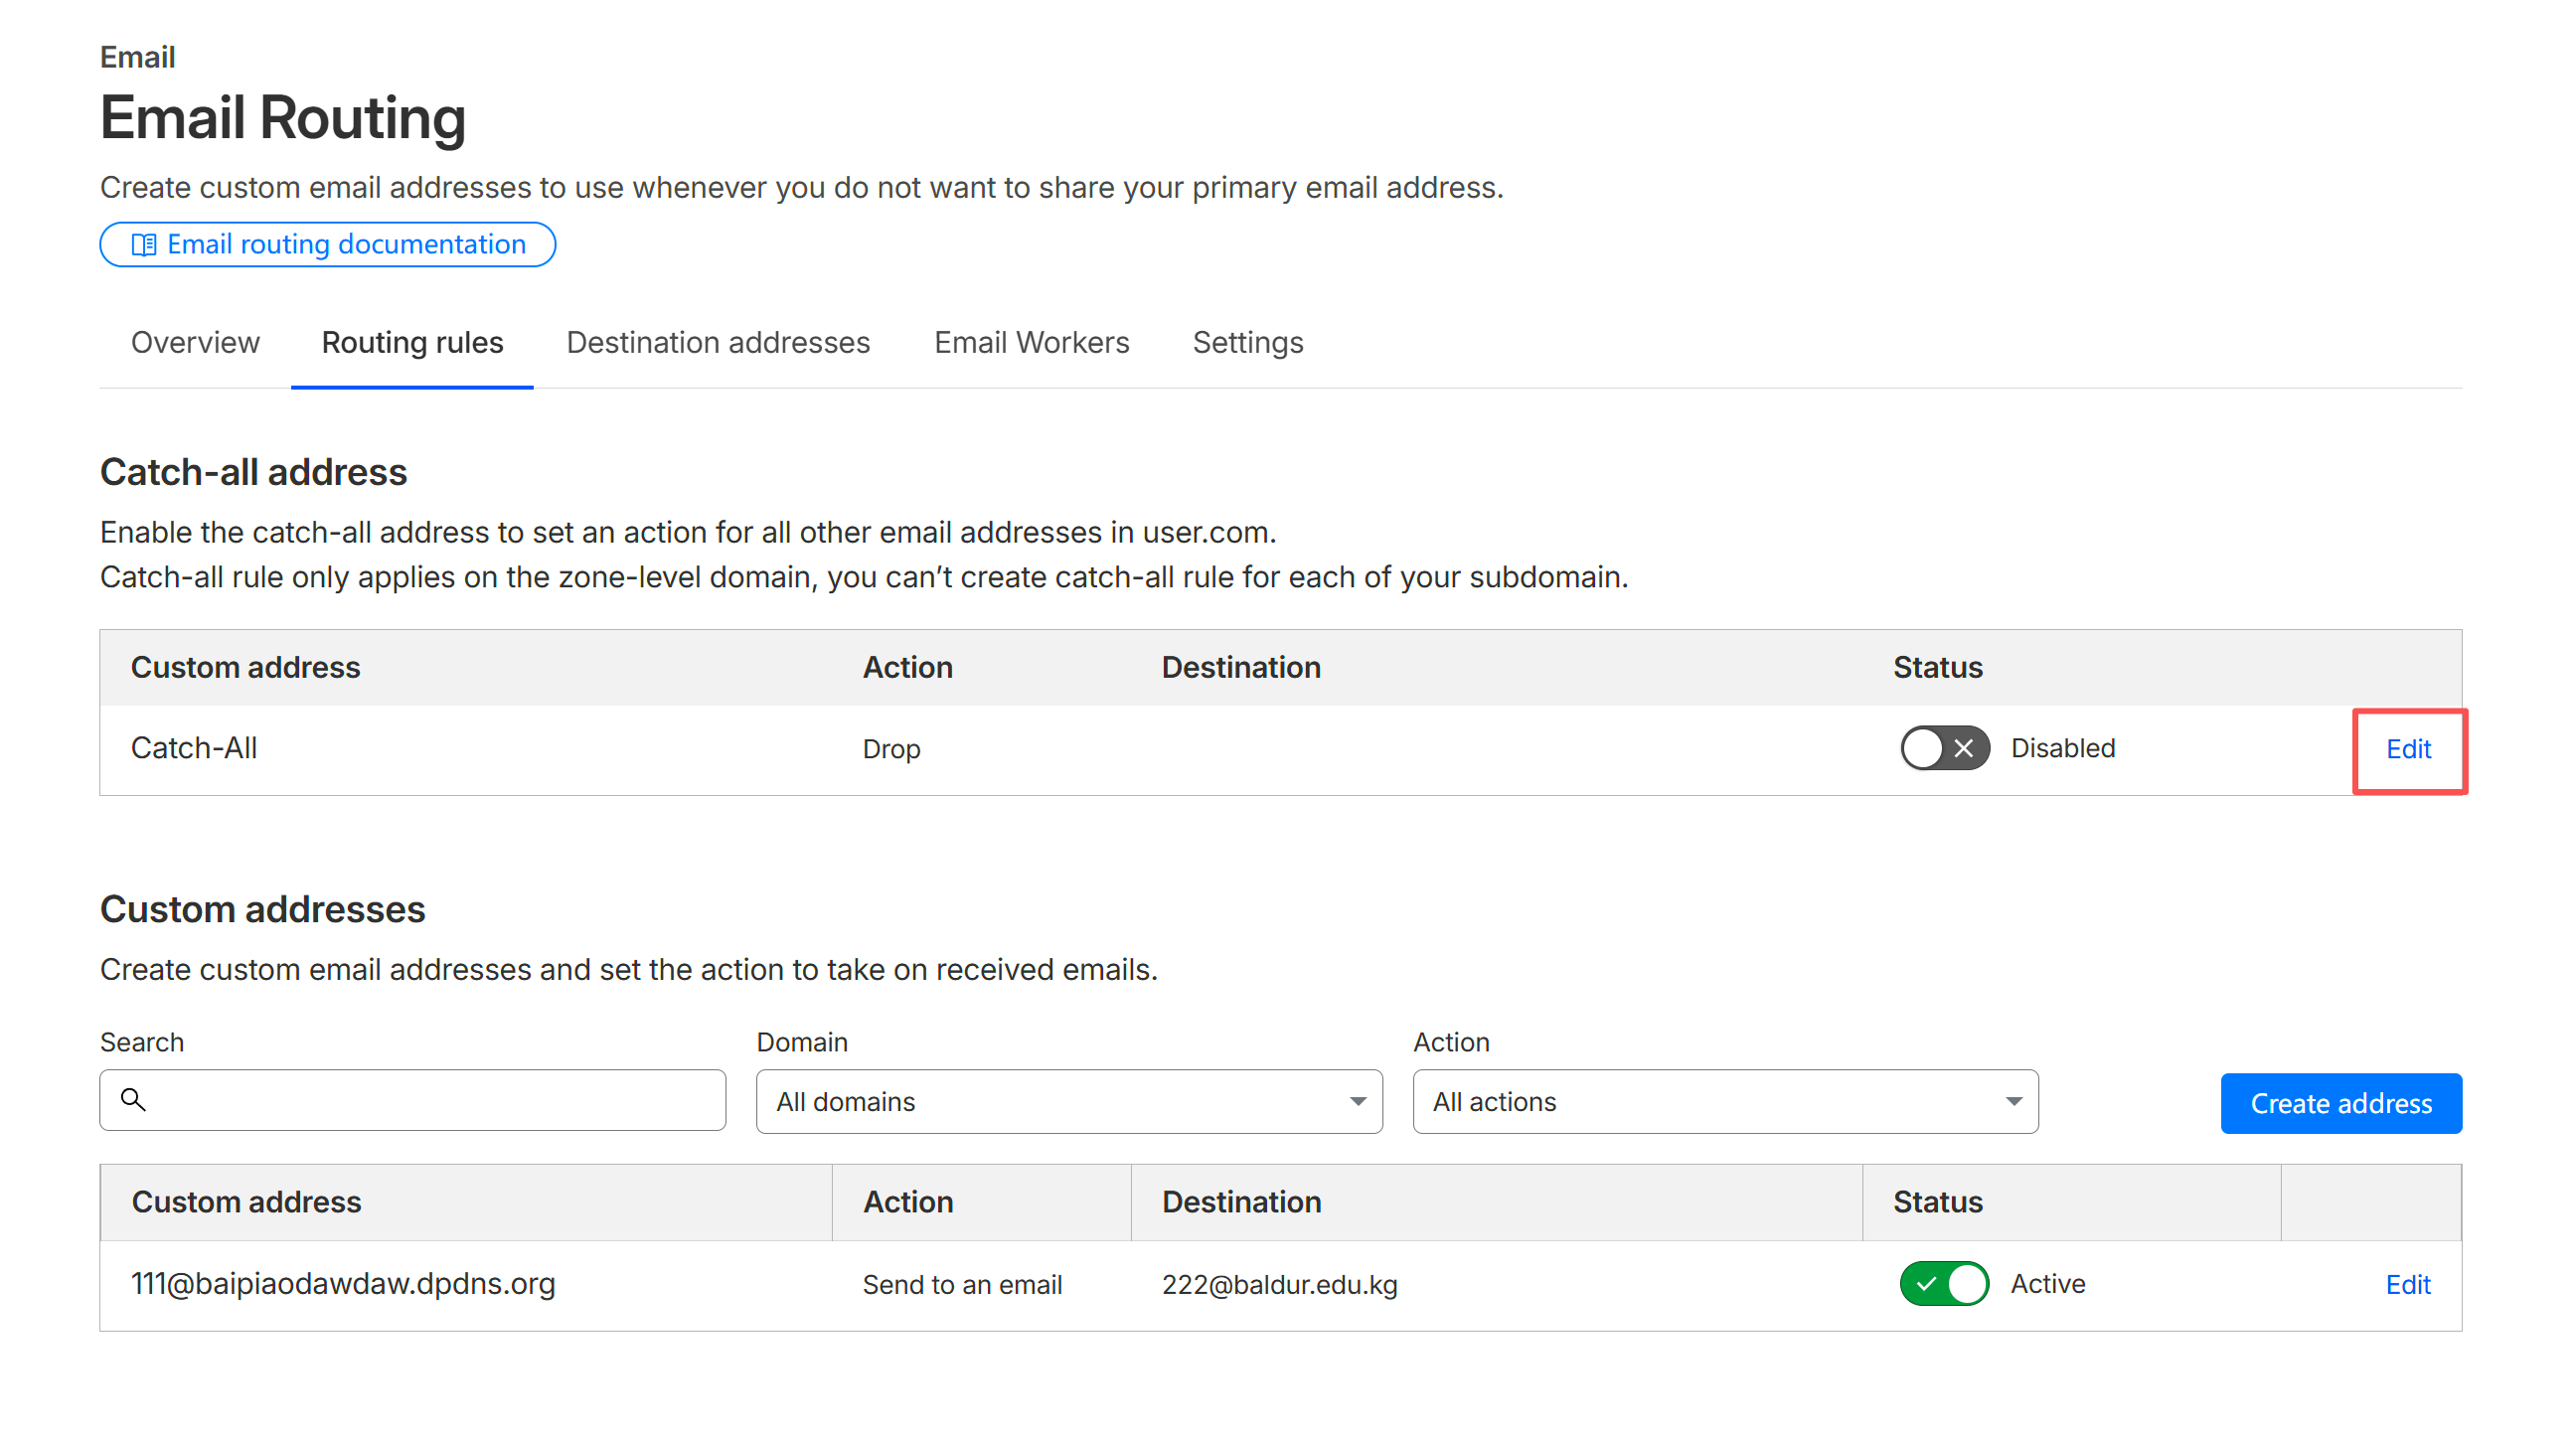 Email
Email Routing
Create custom email addresses to use whenever you do not want to share your primary email address.
Email routing documentation
Overview Routing rules Destination addresses Email Workers Settings
Catch-all address
Enable the catch-all address to set an action for all other email addresses in user.com.
Catch-all rule only applies on the zone-level domain, you can’t create catch-all rule for each of your subdomain.
Custom address Action Destination Status
Catch-All Drop Disabled Edit
Custom addresses
Create custom email addresses and set the action to take on received emails.
Search Domain Action
All domains All actions Create address
Custom address Action Destination Status
111@baipiaodawdaw.dpdns.org Send to an email 222@baldur.edu.kg Active Edit